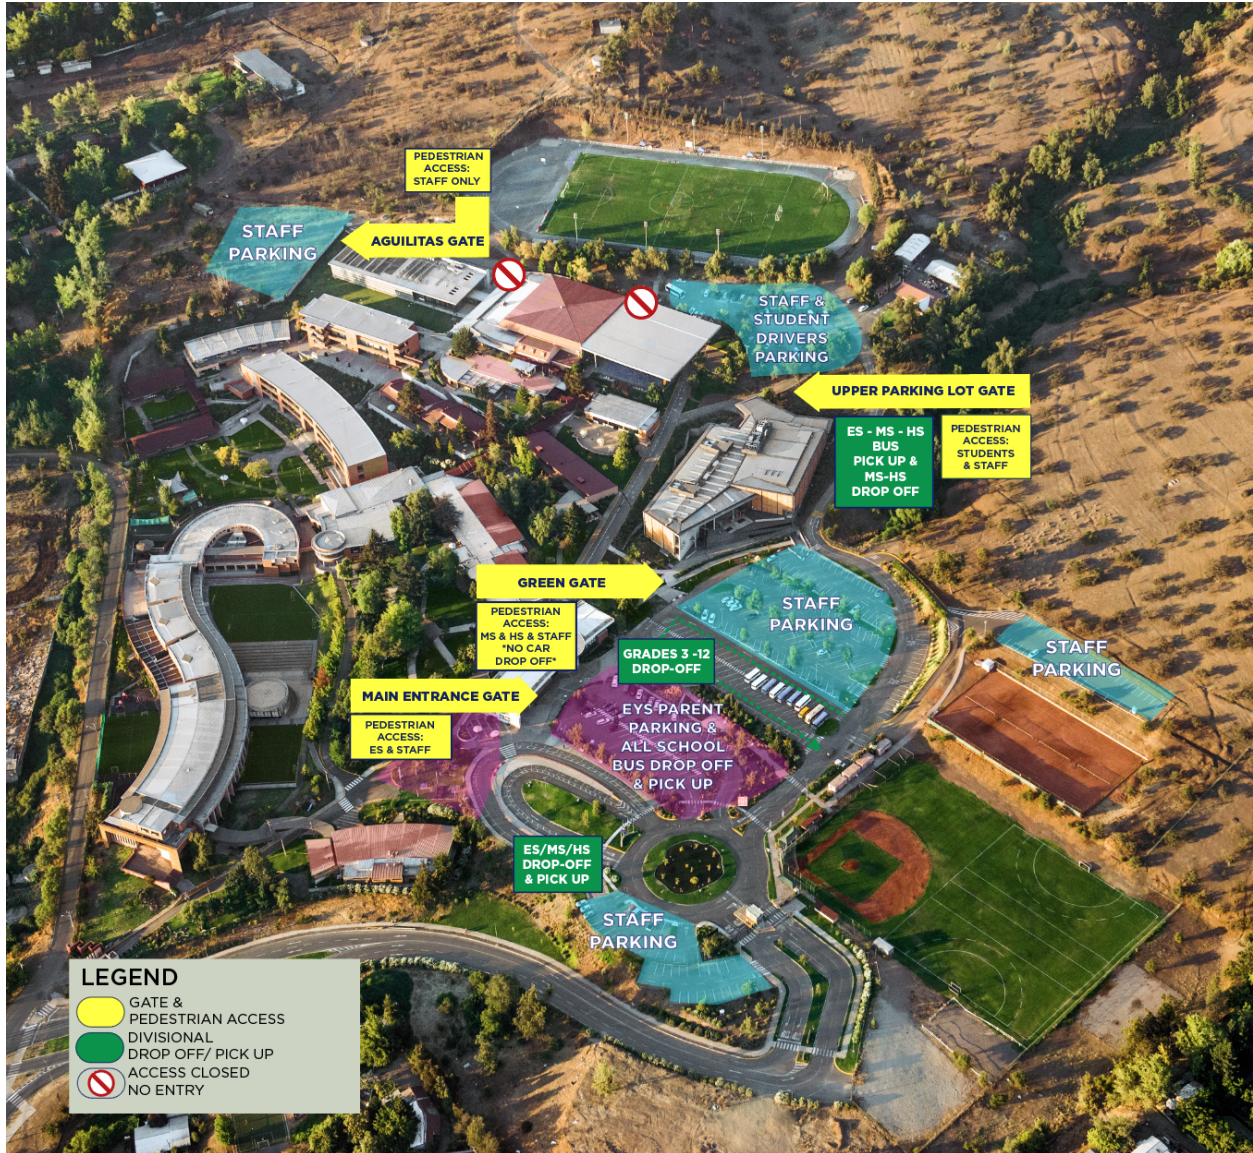 PEDESTRIAN
ACCESS:
STAFF ONLY
AGUILITAS GATE
STAFF
PARKING
STAFF &
STUDENT
DRIVERS
PARKING
UPPER PARKING LOT GATE
ES - MS - HS
BUS
PICK UP &
MS-HS
DROP OFF
PEDESTRIAN
ACCESS:
STUDENTS
& STAFF
GREEN GATE
PEDESTRIAN
ACCESS:
MS & HS & STAFF
*NO CAR
DROP OFF*
STAFF
PARKING
GRADES 3 -12
DROP-OFF
STAFF
PARKING
MAIN ENTRANCE GATE
PEDESTRIAN
ACCESS:
ES & STAFF
EYS PARENT
PARKING &
ALL SCHOOL
BUS DROP OFF
& PICK UP
ES/MS/HS
DROP-OFF
& PICK UP
STAFF
PARKING
LEGEND
GATE &
PEDESTRIAN ACCESS
DIVISIONAL
DROP OFF/ PICK UP
ACCESS CLOSED
NO ENTRY